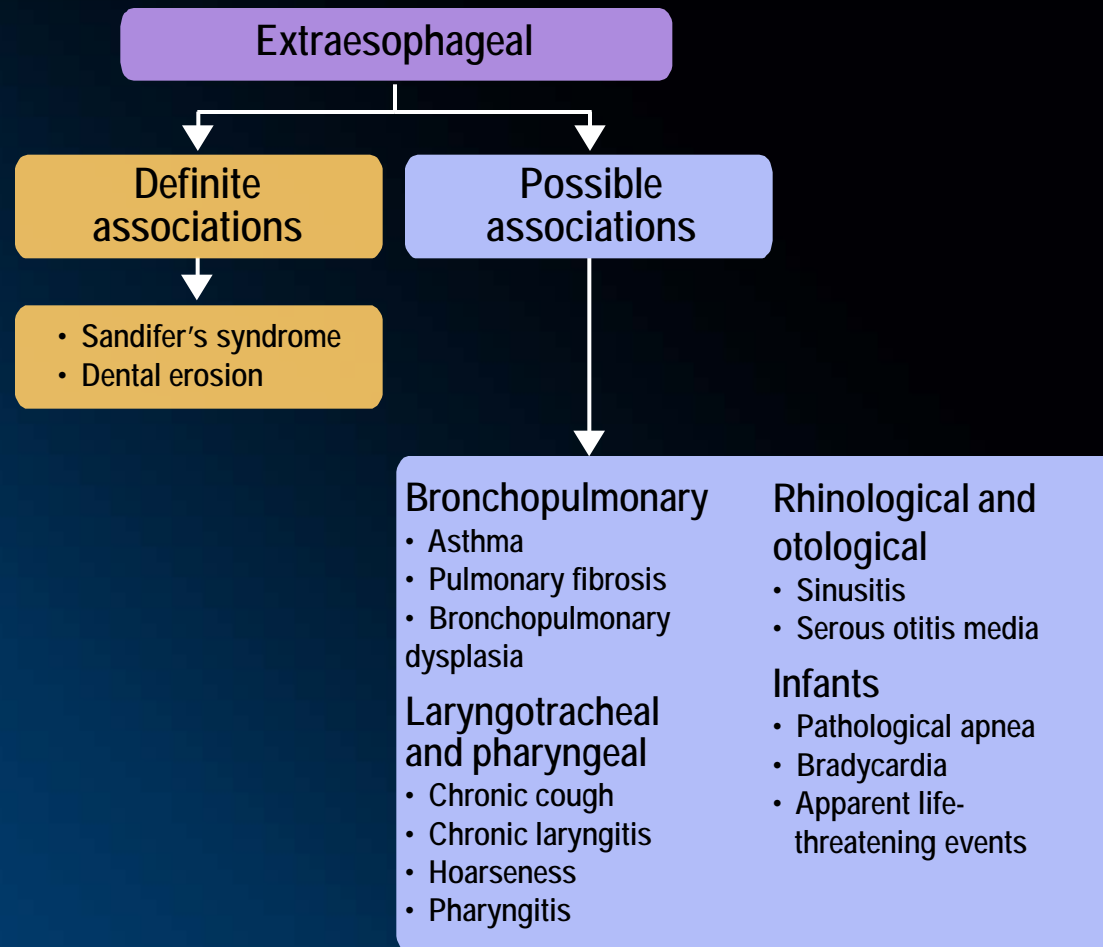 Extraesophageal
Definite
associations
Possible
associations
• Sandifer's syndrome
• Dental erosion
Bronchopulmonary
• Asthma
• Pulmonary fibrosis
• Bronchopulmonary
dysplasia
Laryngotracheal
and pharyngeal
• Chronic cough
• Chronic laryngitis
• Hoarseness
• Pharyngitis
Rhinological and
otological
• Sinusitis
• Serous otitis media
Infants
• Pathological apnea
• Bradycardia
• Apparent life-
threatening events